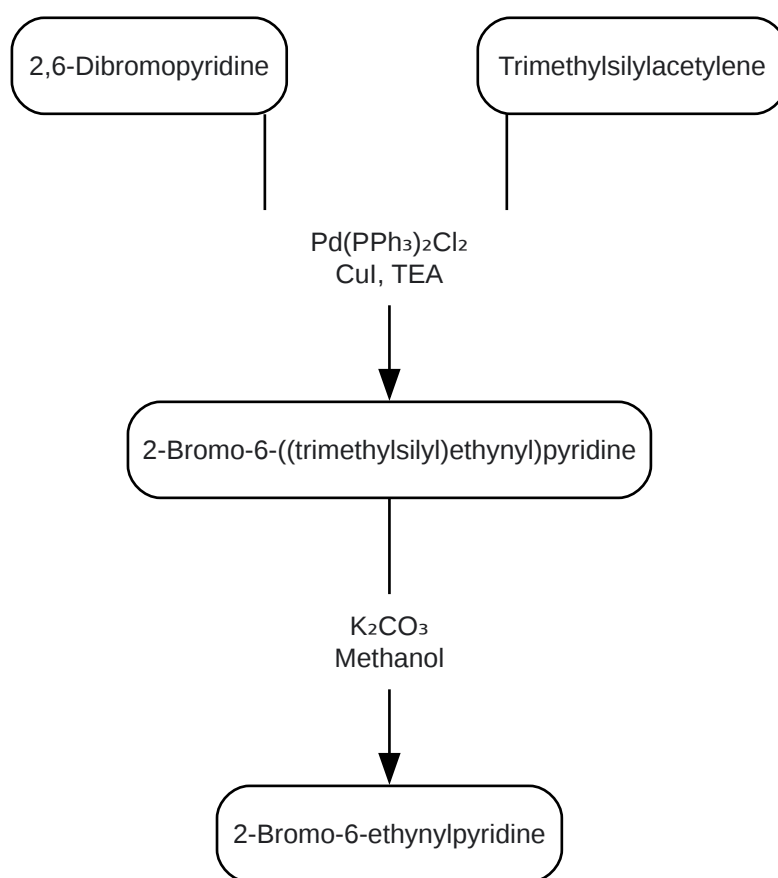 2,6-Dibromopyridine
Trimethylsilylacetylene
Pd(PPh₃)₂Cl₂
CuI, TEA
2-Bromo-6-((trimethylsilyl)ethynyl)pyridine
K₂CO₃
Methanol
2-Bromo-6-ethynylpyridine